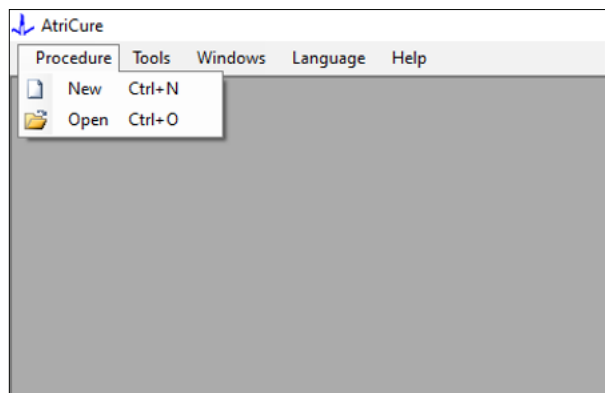 AtriCure
Procedure Tools Windows Language Help
New Ctrl+N
Open Ctrl+O